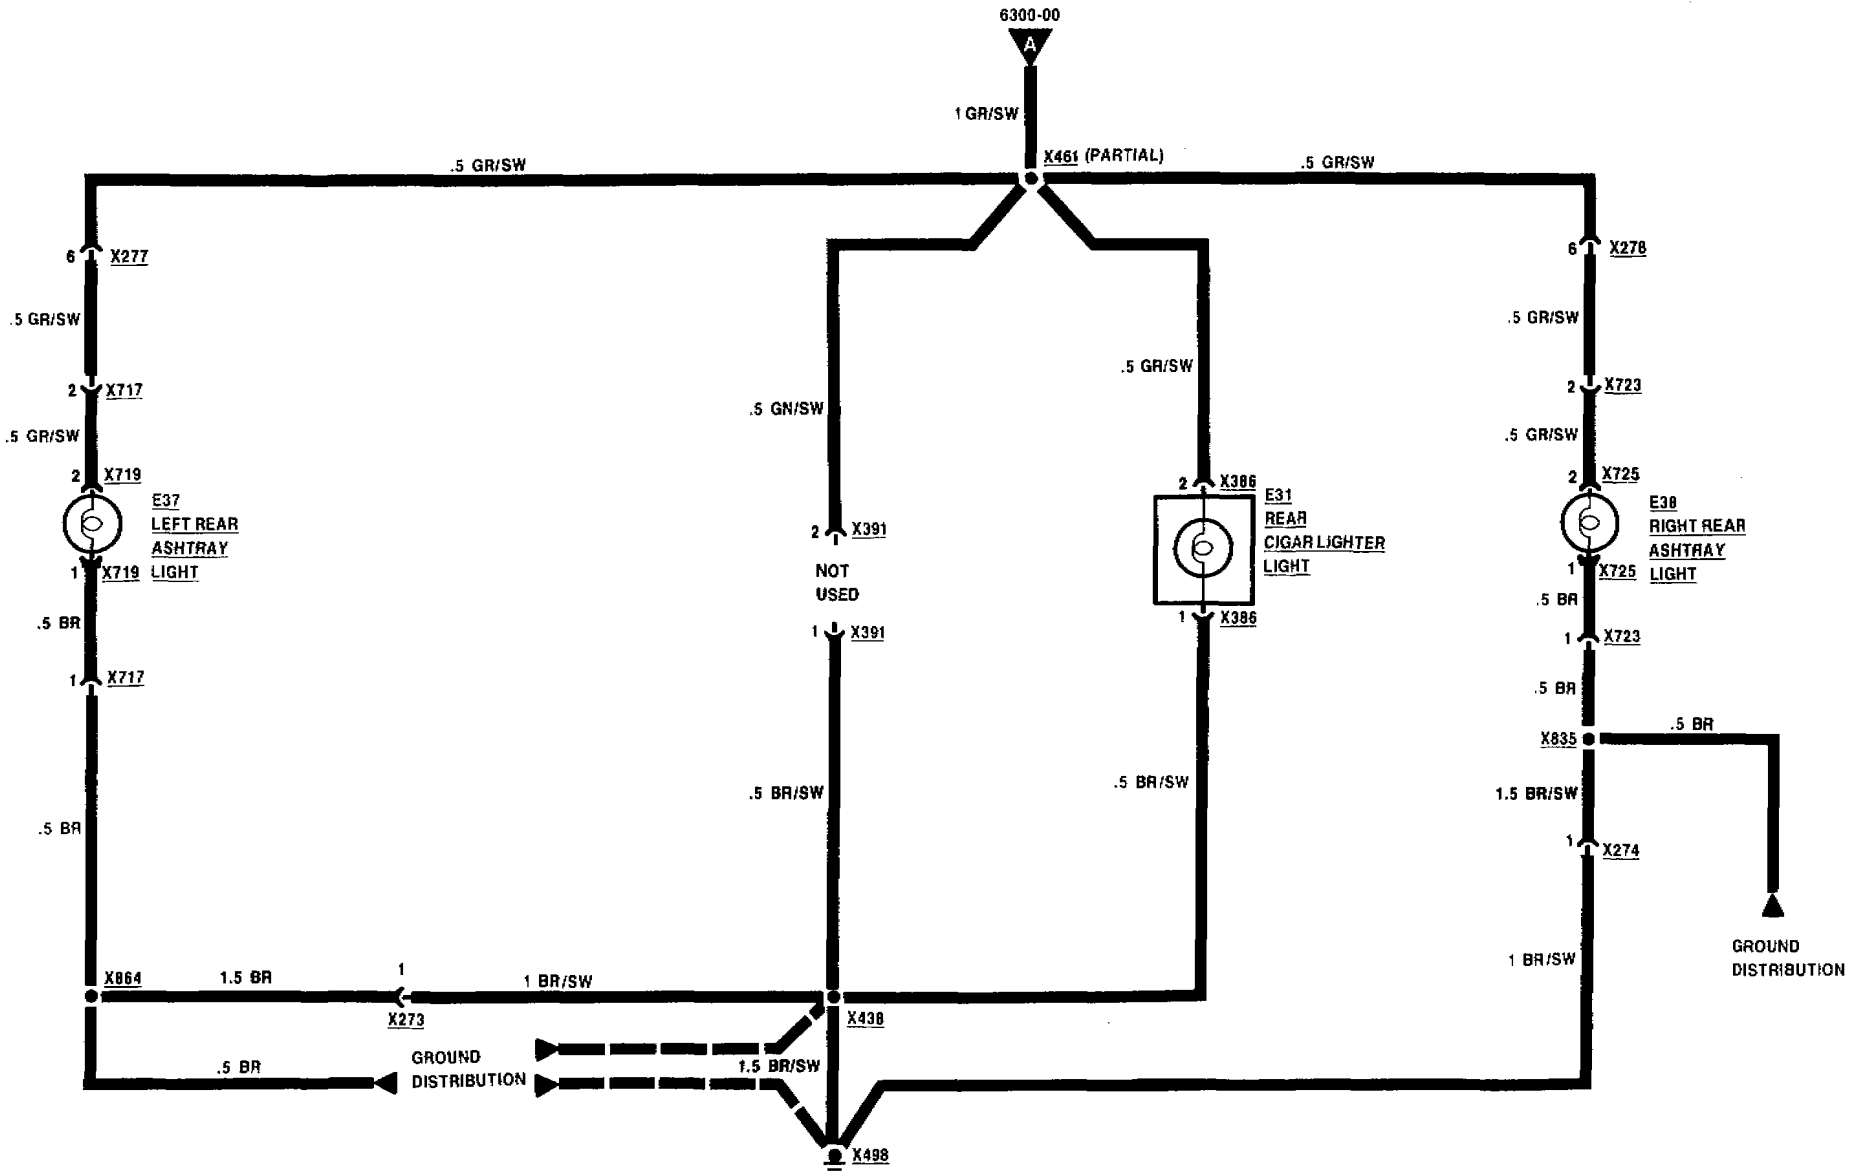 6300-00
A
1 GR/SW
X461 (PARTIAL)
.5 GR/SW
.5 GR/SW
6 X277
6 X278
.5 GR/SW
.5 GR/SW
.5 GR/SW
2 X717
2 X723
.5 GN/SW
.5 GR/SW
.5 GR/SW
2 X719
2 X386
2 X725
E37
LEFT REAR
ASHTRAY
LIGHT
E31
REAR
CIGAR LIGHTER
LIGHT
E38
RIGHT REAR
ASHTRAY
LIGHT
2 X391
NOT
USED
1 X391
1 X719
1 X725
.5 BR
1 X386
.5 BR
1 X723
1 X717
.5 BR
.5 BR
X835
.5 BR/SW
.5 BR/SW
1.5 BR/SW
.5 BR
1 X274
GROUND
DISTRIBUTION
1 BR/SW
X864
1.5 BR
1
X273
1 BR/SW
X438
GROUND
DISTRIBUTION
.5 BR
1.5 BR/SW
X498